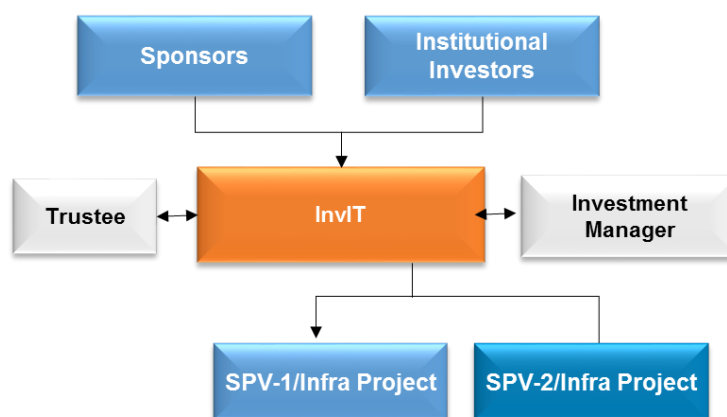 Sponsors
Institutional
Investors
Trustee
InvIT
Investment
Manager
SPV-1/Infra Project
SPV-2/Infra Project